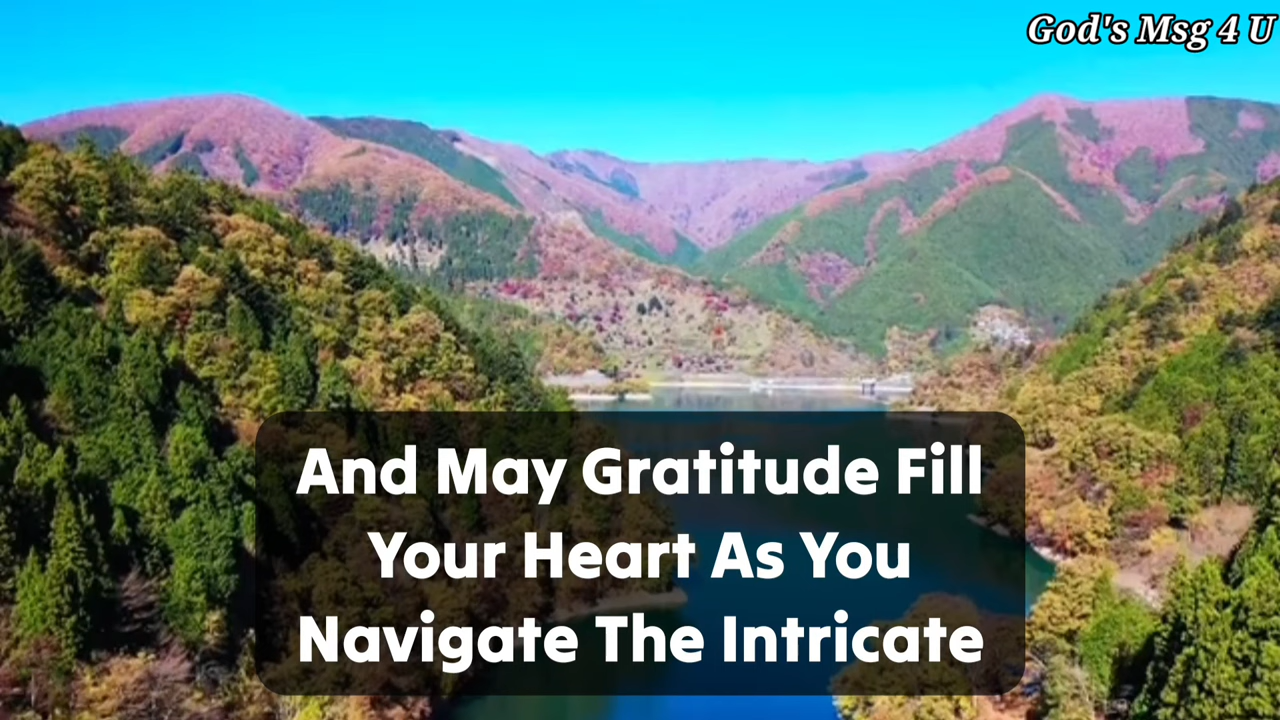 God's Msg 4 U
And May Gratitude Fill
Your Heart As You
Navigate The Intricate